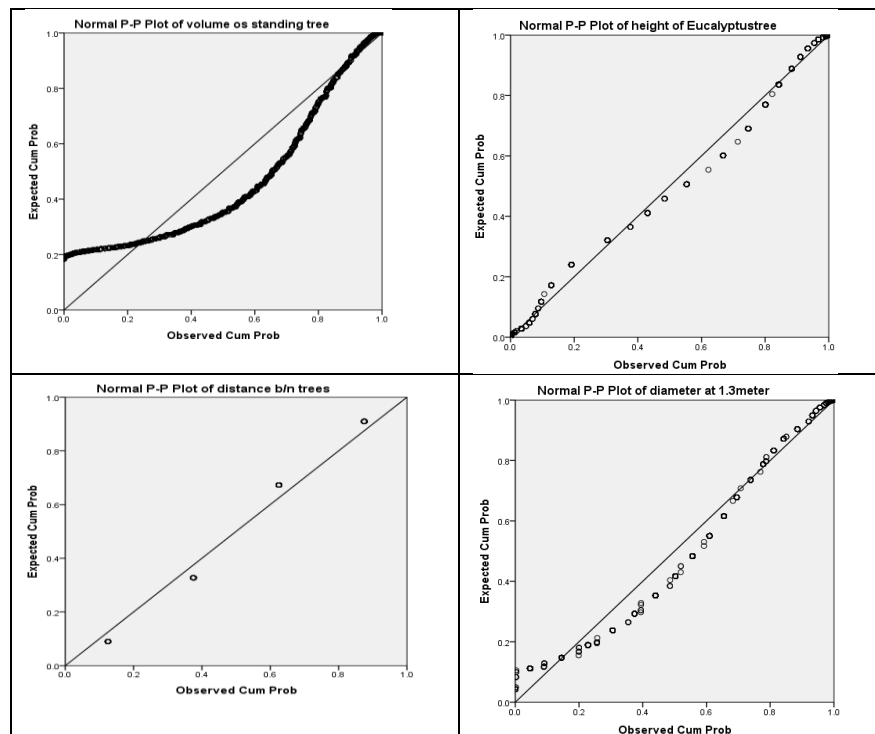 Normal P-P Plot of volume os standing tree
1.0
0.8
0.6
0.4
0.2
0.0
Expected Cum Prob
0.0 0.2 0.4 0.6 0.8 1.0
Observed Cum Prob
Normal P-P Plot of height of Eucalyptustree
1.0
0.8
0.6
0.4
0.2
0.0
Expected Cum Prob
0.0 0.2 0.4 0.6 0.8 1.0
Observed Cum Prob
Normal P-P Plot of distance b/n trees
1.0
0.8
0.6
0.4
0.2
0.0
Expected Cum Prob
0.0 0.2 0.4 0.6 0.8 1.0
Observed Cum Prob
Normal P-P Plot of diameter at 1.3meter
1.0
0.8
0.6
0.4
0.2
0.0
Expected Cum Prob
0.0 0.2 0.4 0.6 0.8 1.0
Observed Cum Prob